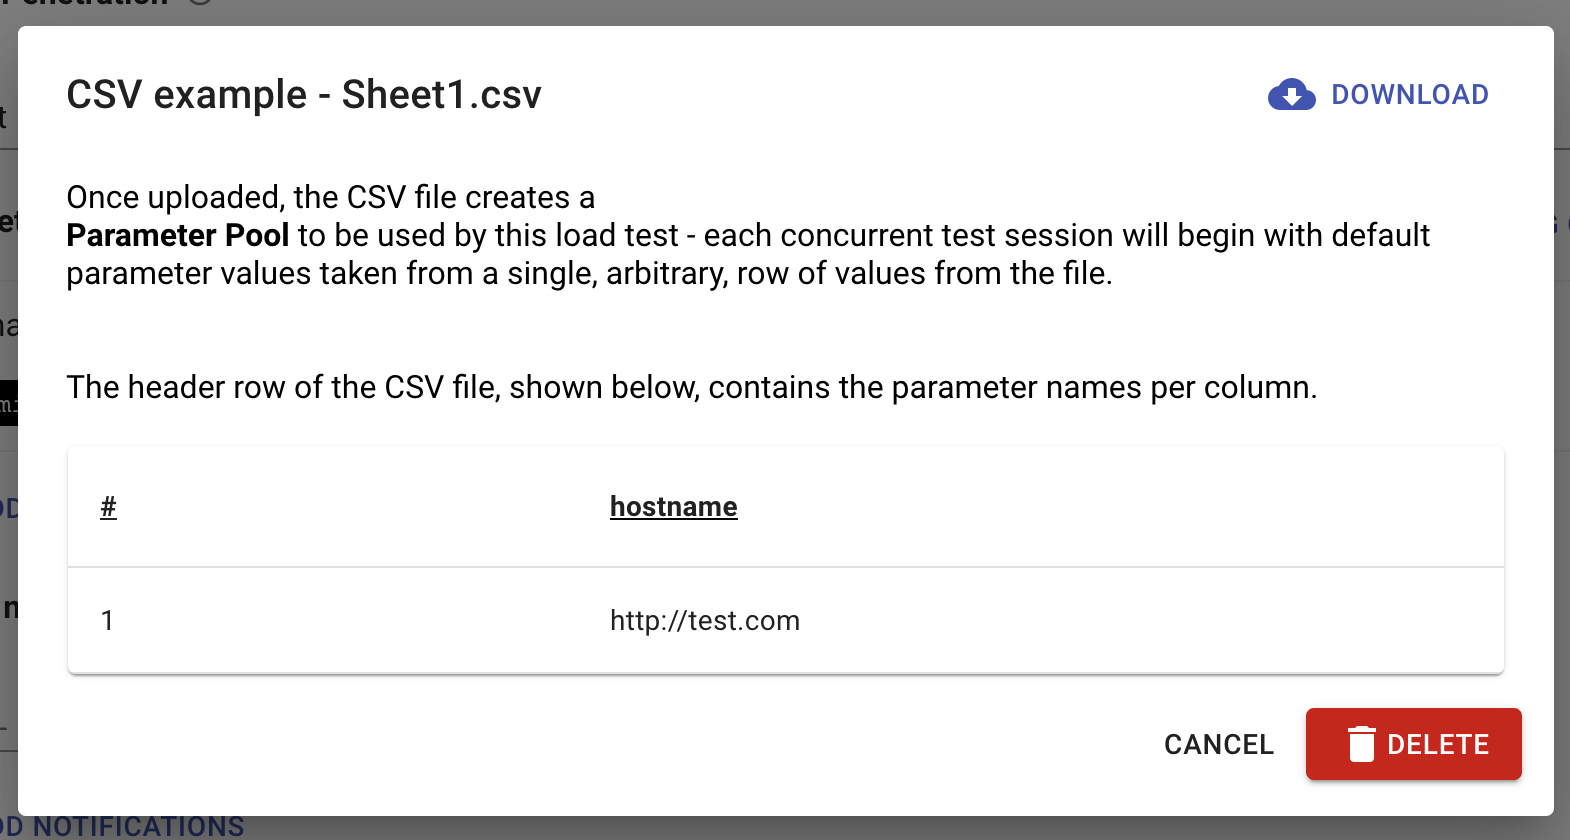 CSV example - Sheet1.csv
DOWNLOAD
Once uploaded, the CSV file creates a
Parameter Pool to be used by this load test - each concurrent test session will begin with default
parameter values taken from a single, arbitrary, row of values from the file.
The header row of the CSV file, shown below, contains the parameter names per column.
# hostname
1 http://test.com
CANCEL DELETE
NOTIFICATIONS